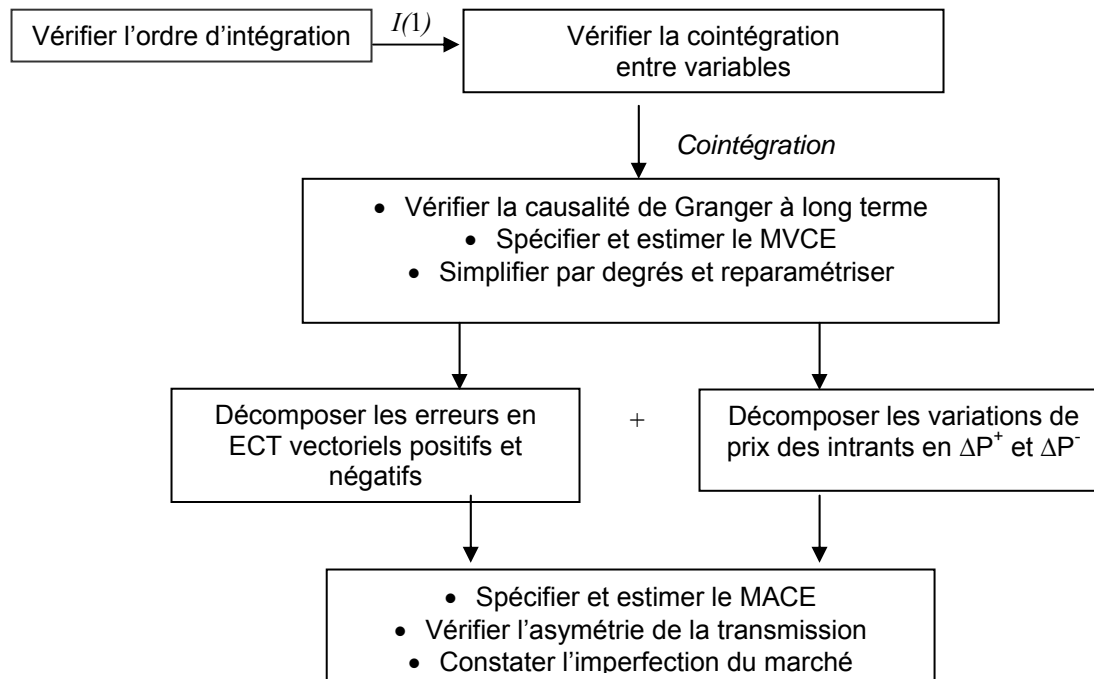 Vérifier l’ordre d’intégration
I(1)
Vérifier la cointégration
entre variables
Cointégration
• Vérifier la causalité de Granger à long terme
• Spécifier et estimer le MVCE
• Simplifier par degrés et reparamétriser
Décomposer les erreurs en
ECT vectoriels positifs et
négatifs
+
Décomposer les variations de
prix des intrants en ΔP⁺ et ΔP⁻
• Spécifier et estimer le MACE
• Vérifier l’asymétrie de la transmission
• Constater l’imperfection du marché